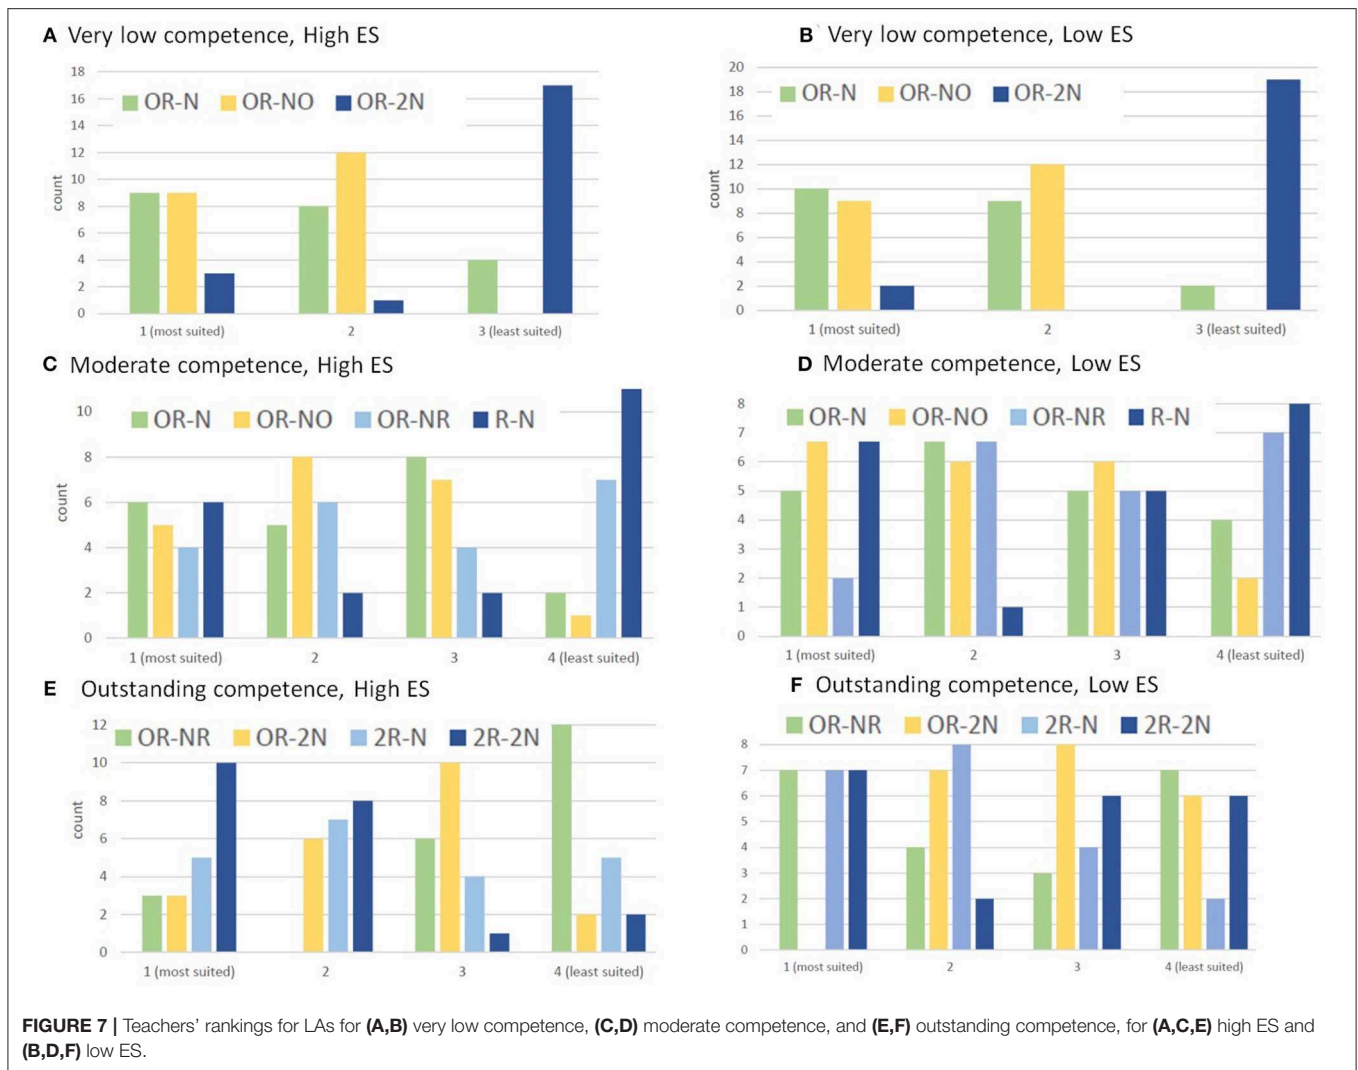 A Very low competence, High ES
18
16
14
12
10
8
6
4
2
0
count
OR-N OR-NO OR-2N
1 (most suited) 2 3 (least suited)
B Very low competence, Low ES
20
18
16
14
12
10
8
6
4
2
0
count
OR-N OR-NO OR-2N
1 (most suited) 2 3 (least suited)
C Moderate competence, High ES
10
8
6
4
2
0
count
OR-N OR-NO OR-NR R-N
1 (most suited) 2 3 4 (least suited)
D Moderate competence, Low ES
8
7
6
5
4
3
2
1
0
OR-N OR-NO OR-NR R-N
1 (most suited) 2 3 4 (least suited)
E Outstanding competence, High ES
12
10
8
6
4
2
0
count
OR-NR OR-2N 2R-N 2R-2N
1 (most suited) 2 3 4 (least suited)
F Outstanding competence, Low ES
8
7
6
5
4
3
2
1
0
OR-NR OR-2N 2R-N 2R-2N
1 (most suited) 2 3 4 (least suited)
FIGURE 7 | Teachers' rankings for LAs for (A,B) very low competence, (C,D) moderate competence, and (E,F) outstanding competence, for (A,C,E) high ES and
(B,D,F) low ES.